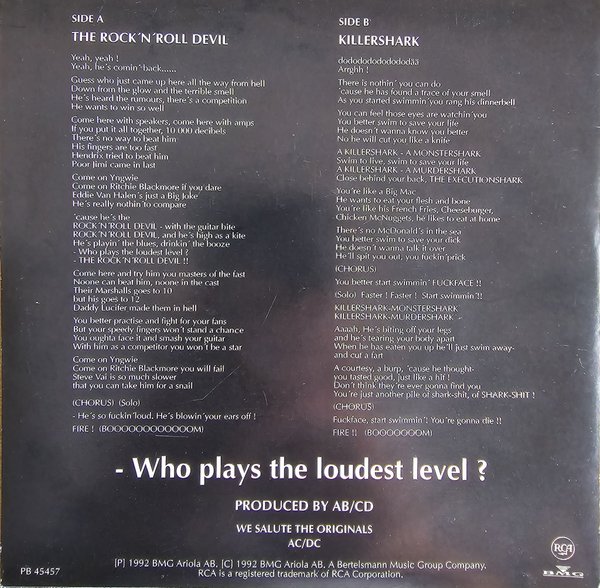 SIDE A
THE ROCK´N´ROLL DEVIL
Yeah, yeah !
Yeah, he´s comin´ back......
Guess who just came up here all the way from hell
Down from the glow and the terrible smell
He´s heard the rumours, there´s a competition
He wants to win so well
Come here with speakers, come here with amps
If you put it all together, 10 000 decibels
There´s no way to beat him
His fingers are too fast
Hendrix tried to beat him
Poor Jimi came in last
Come on Yngwie
Come on Ritchie Blackmore if you dare
Eddie Van Halen´s just a Big Joke
He´s really nothin to compare
´cause he´s the
ROCK´N´ROLL DEVIL - with the guitar bite
ROCK´N´ROLL DEVIL, and he´s high as a kite
He´s playin´ the blues, drinkin´ the booze
- Who plays the loudest level ?
- THE ROCK´N´ROLL DEVIL !!
Come here and try him you masters of the fast
Noone can beat him, noone in the cast
Their Marshalls goes to 10
but his goes to 12
Daddy Lucifer made them in hell
You better practise and fight for your fans
But your speedy fingers won´t stand a chance
You oughta face it and smash your guitar
With him as a competitor you won´t be a star
Come on Yngwie
Come on Ritchie Blackmore you will fail
Steve Vai is so much slower
that you can take him for a snail
(CHORUS) (Solo)
- He´s so fuckin´loud. He´s blowin´your ears off !
FIRE ! (BOOOOOOOOOOOOM)
SIDE B
KILLERSHARK
dodododododododää
Arrghh !
There is nothin´ you can do
´cause he has found a trace of your smell
As you started swimmin´you rang his dinnerbell
You can feel those eyes are watchin´you
You better swim to save your life
He doesn´t wanna know you better
No he will cut you like a knife
A KILLERSHARK - A MONSTERSHARK
Swim to live, swim to save your life
A KILLERSHARK - A MURDERSHARK
Close behind your back, THE EXECUTIONSHARK
You´re like a Big Mac
He wants to eat your flesh and bone
You´re like his French Fries, Cheeseburger,
Chicken McNuggets, he likes to eat at home
There´s no McDonald´s in the sea
You better swim to save your dick
He doesn´t wanna talk it over
He´ll spit you out, you fuckin´prick
(CHORUS)
You better start swimmin´ FUCKFACE !!
(Solo) Faster ! Faster ! Start swimmin´!!
KILLERSHARK-MONSTERSHARK
KILLERSHARK-MURDERSHARK -
Aaaah, He´s biting off your legs
and he´s tearing your body apart
When he has eaten you up he´ll just swim away-
and cut a fart
A courtesy, a burp, ´cause he thought-
you tasted good, just like a hit !
Don´t think they´re ever gonna find you
You´re just another pile of shark-shit, of SHARK-SHIT !
(CHORUS)
Fuckface, start swimmin´! You´re gonna die !!
FIRE !! (BOOOOOOOM)
- Who plays the loudest level ?
PRODUCED BY AB/CD
WE SALUTE THE ORIGINALS
AC/DC
RCA
BMG
PB 45457
[P] 1992 BMG Ariola AB. [C] 1992 BMG Ariola AB. A Bertelsmann Music Group Company.
RCA is a registered trademark of RCA Corporation.